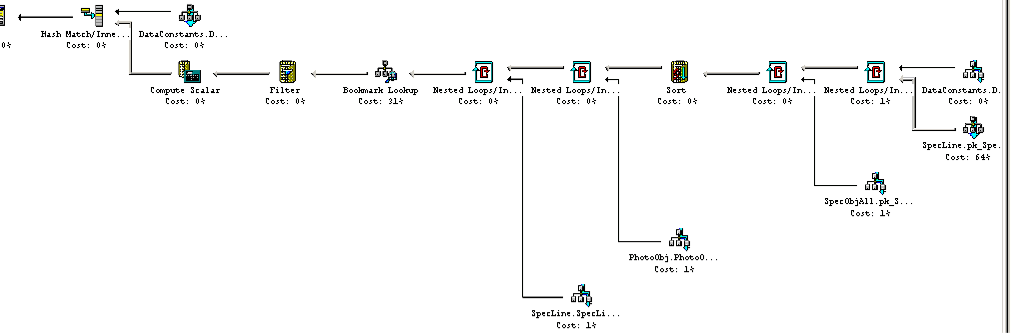 Hash Match/Inne...
Cost: 0%
DataConstants.D...
Cost: 0%
0%
Compute Scalar
Cost: 0%
Filter
Cost: 0%
Bookmark Lookup
Cost: 31%
Nested Loops/In...
Cost: 0%
Nested Loops/In...
Cost: 0%
Sort
Cost: 0%
Nested Loops/In...
Cost: 0%
Nested Loops/In...
Cost: 1%
DataConstants.D.
Cost: 0%
SpecLine.pk_Spe.
Cost: 64%
SpecObjAll.pk_S...
Cost: 1%
PhotoObj.PhotoO...
Cost: 1%
SpecLine.SpecLi...
Cost: 1%